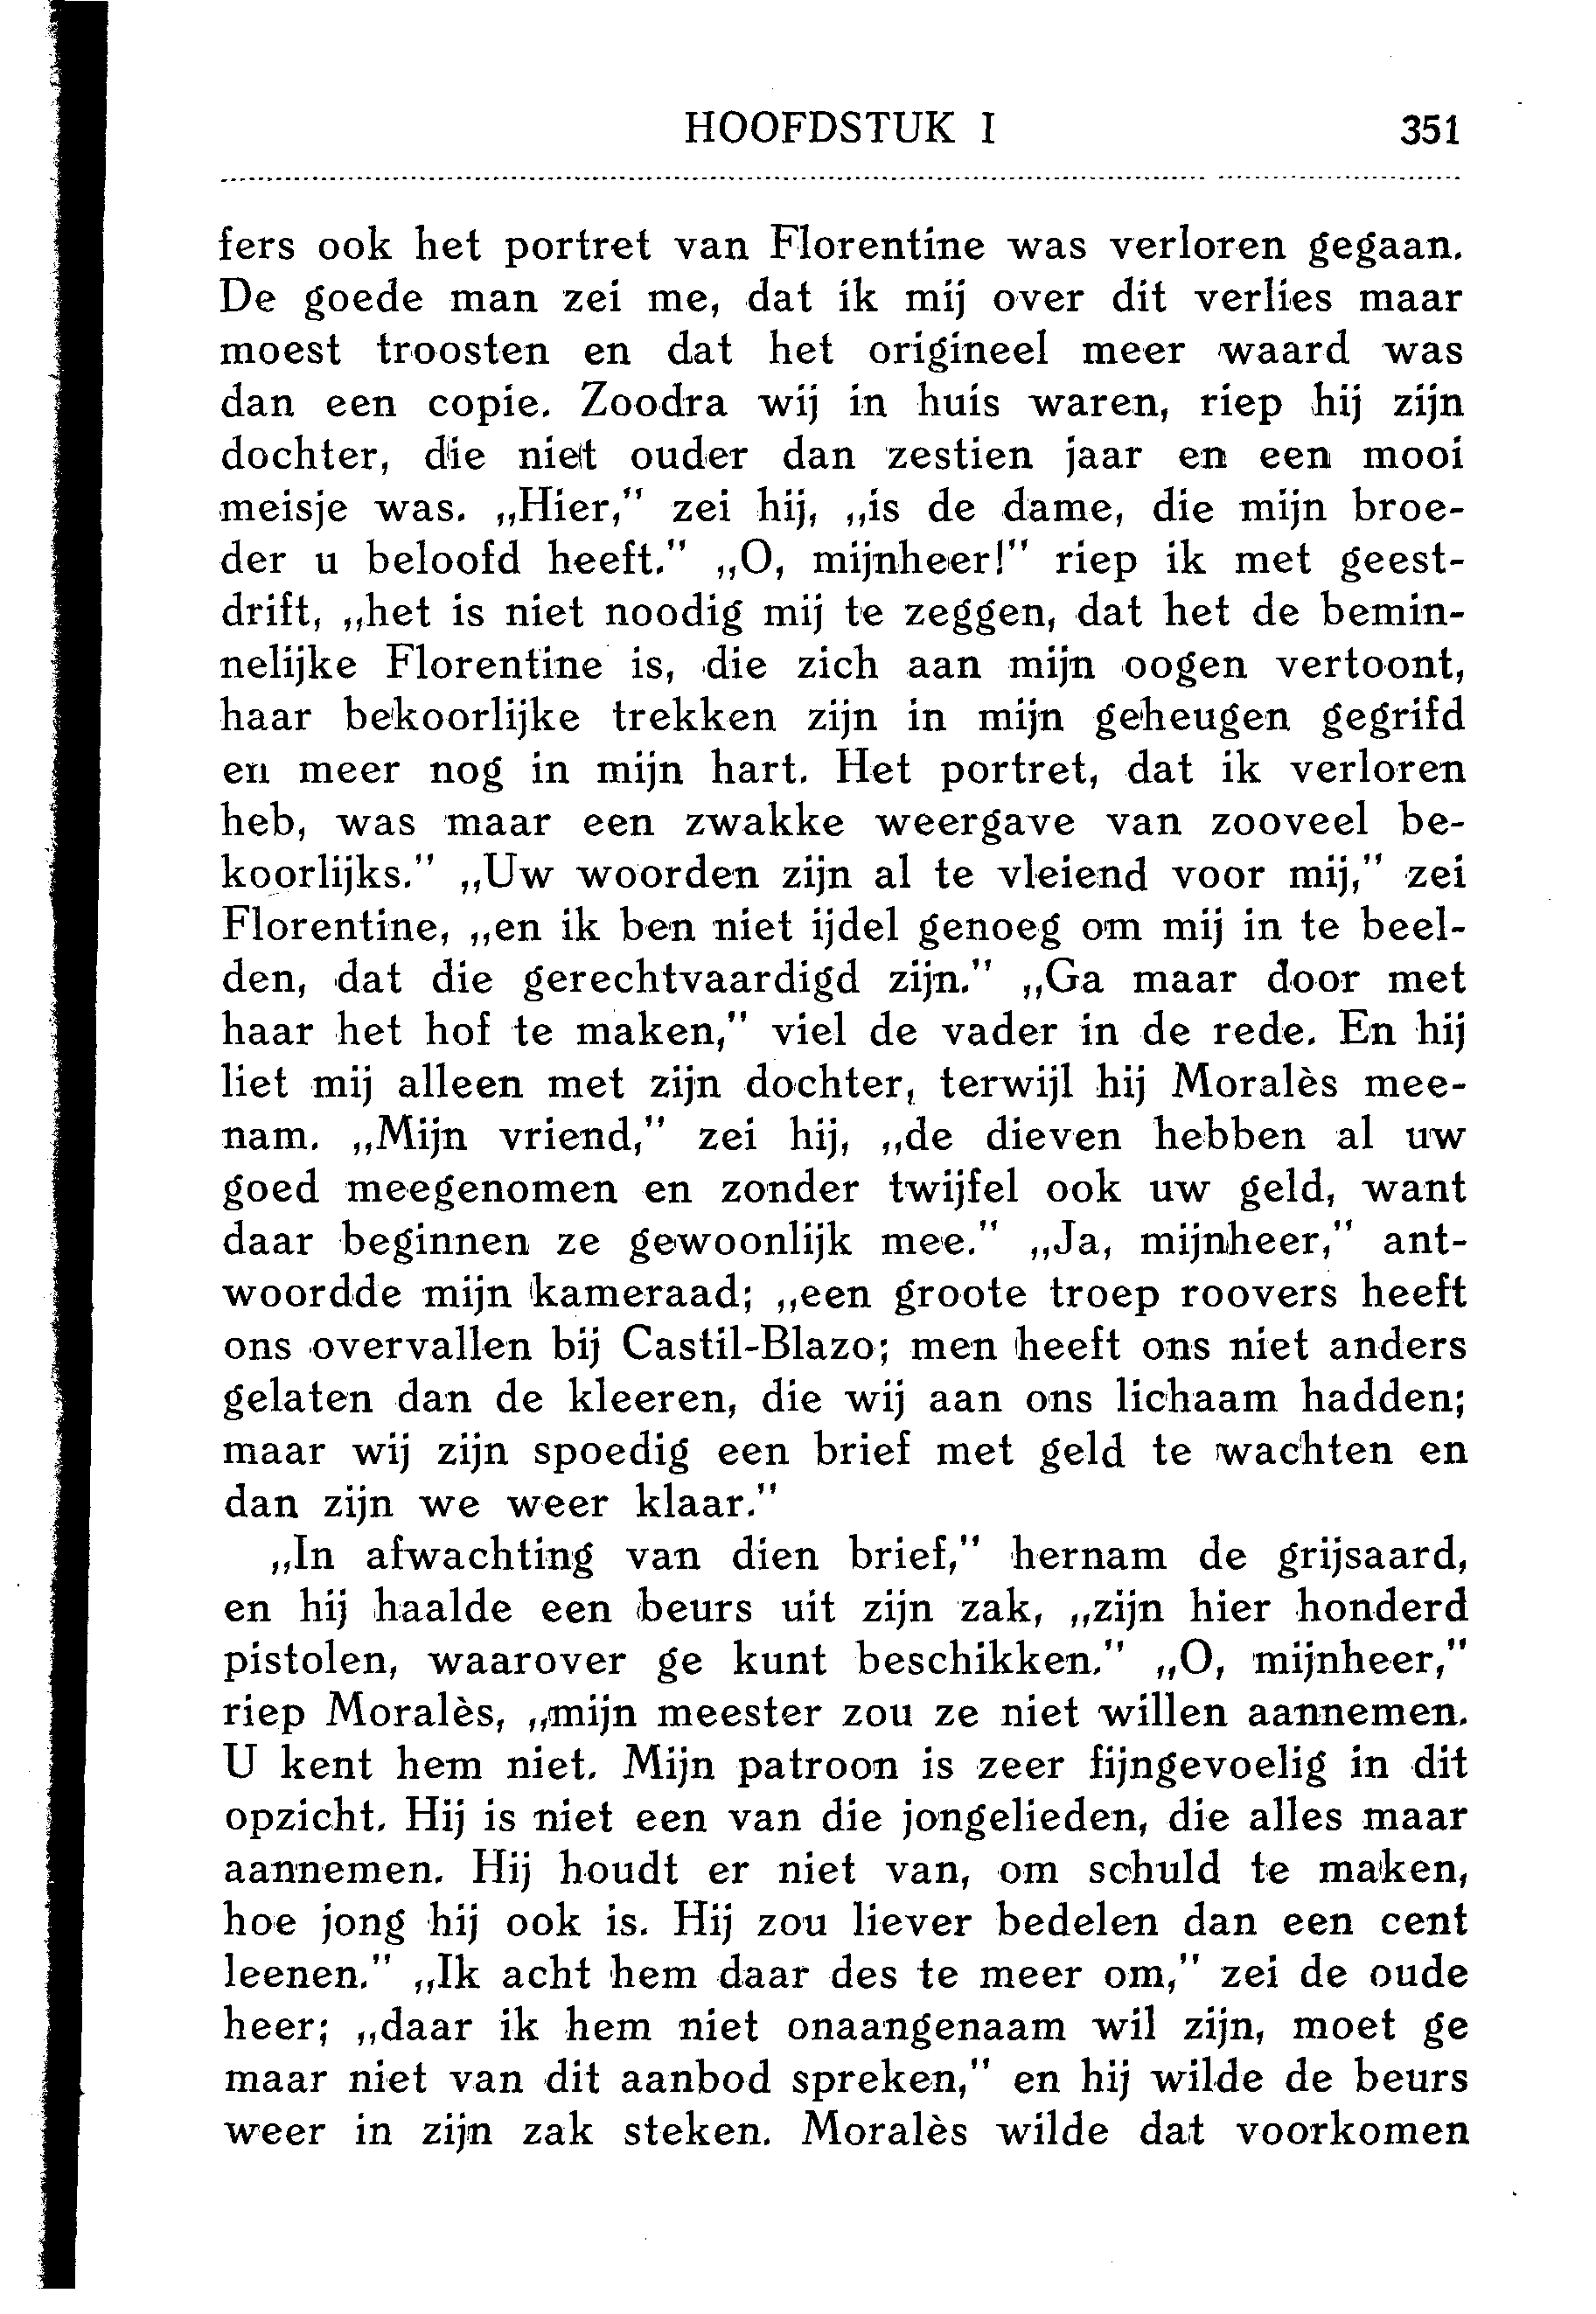 HOOFDSTUK I 351
fers ook het portret van Florentine was verloren gegaan.
De goede man zei me, dat ik mij over dit verlies maar
moest troosten en dat het origineel meer waard was
dan een copie. Zoodra wij in huis waren, riep hij zijn
dochter, die niet ouder dan zestien jaar en een mooi
meisje was. „Hier," zei hij, „is de dame, die mijn broe-
der u beloofd heeft." „O, mijnheer!" riep ik met geest-
drift, „het is niet noodig mij te zeggen, dat het de bemin-
nelijke Florentine is, die zich aan mijn oogen vertoont,
haar bekoorlijke trekken zijn in mijn geheugen gegrifd
en meer nog in mijn hart. Het portret, dat ik verloren
heb, was maar een zwakke weergave van zooveel be-
koorlijks." „Uw woorden zijn al te vleiend voor mij," zei
Florentine, „en ik ben niet ijdel genoeg om mij in te beel-
den, dat die gerechtvaardigd zijn." „Ga maar door met
haar het hof te maken," viel de vader in de rede. En hij
liet mij alleen met zijn dochter, terwijl hij Moralès mee-
nam. „Mijn vriend," zei hij, „de dieven hebben al uw
goed meegenomen en zonder twijfel ook uw geld, want
daar beginnen ze gewoonlijk mee." „Ja, mijnheer," ant-
woordde mijn kameraad; „een groote troep roovers heeft
ons overvallen bij Castil-Blazo; men heeft ons niet anders
gelaten dan de kleeren, die wij aan ons lichaam hadden;
maar wij zijn spoedig een brief met geld te wachten en
dan zijn we weer klaar."
„In afwachting van dien brief," hernam de grijsaard,
en hij haalde een beurs uit zijn zak, „zijn hier honderd
pistolen, waarover ge kunt beschikken." „O, mijnheer,"
riep Moralès, „mijn meester zou ze niet willen aannemen.
U kent hem niet. Mijn patroon is zeer fijngevoelig in dit
opzicht. Hij is niet een van die jongelieden, die alles maar
aannemen. Hij houdt er niet van, om schuld te maken,
hoe jong hij ook is. Hij zou liever bedelen dan een cent
leenen." „Ik acht hem daar des te meer om," zei de oude
heer; „daar ik hem niet onaangenaam wil zijn, moet ge
maar niet van dit aanbod spreken," en hij wilde de beurs
weer in zijn zak steken. Moralès wilde dat voorkomen